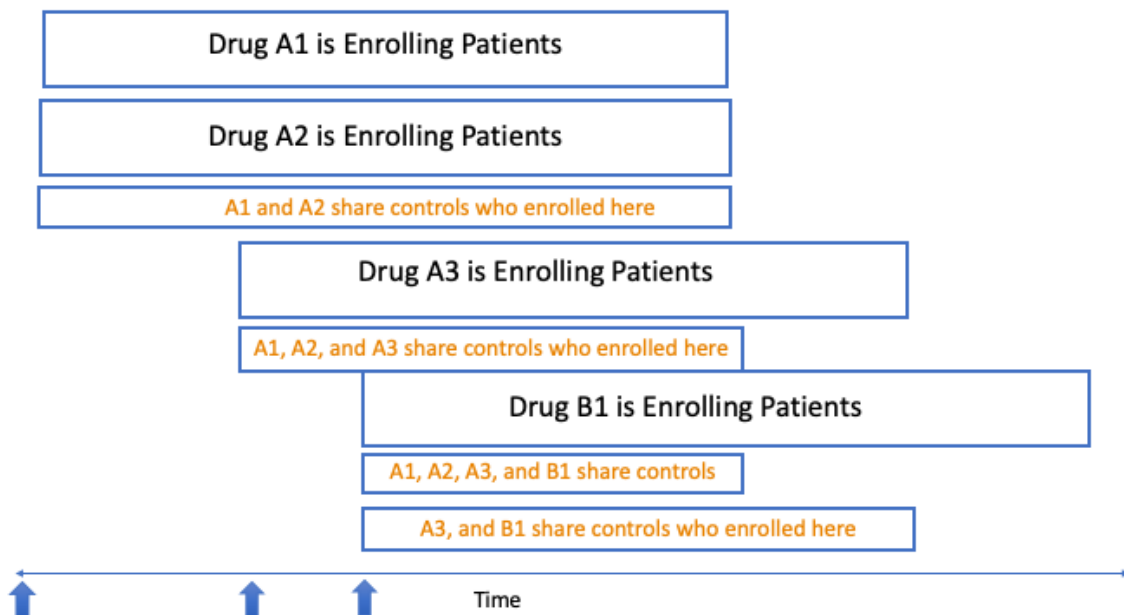 Drug A1 is Enrolling Patients
Drug A2 is Enrolling Patients
A1 and A2 share controls who enrolled here
Drug A3 is Enrolling Patients
A1, A2, and A3 share controls who enrolled here
Drug B1 is Enrolling Patients
A1, A2, A3, and B1 share controls
A3, and B1 share controls who enrolled here
Time